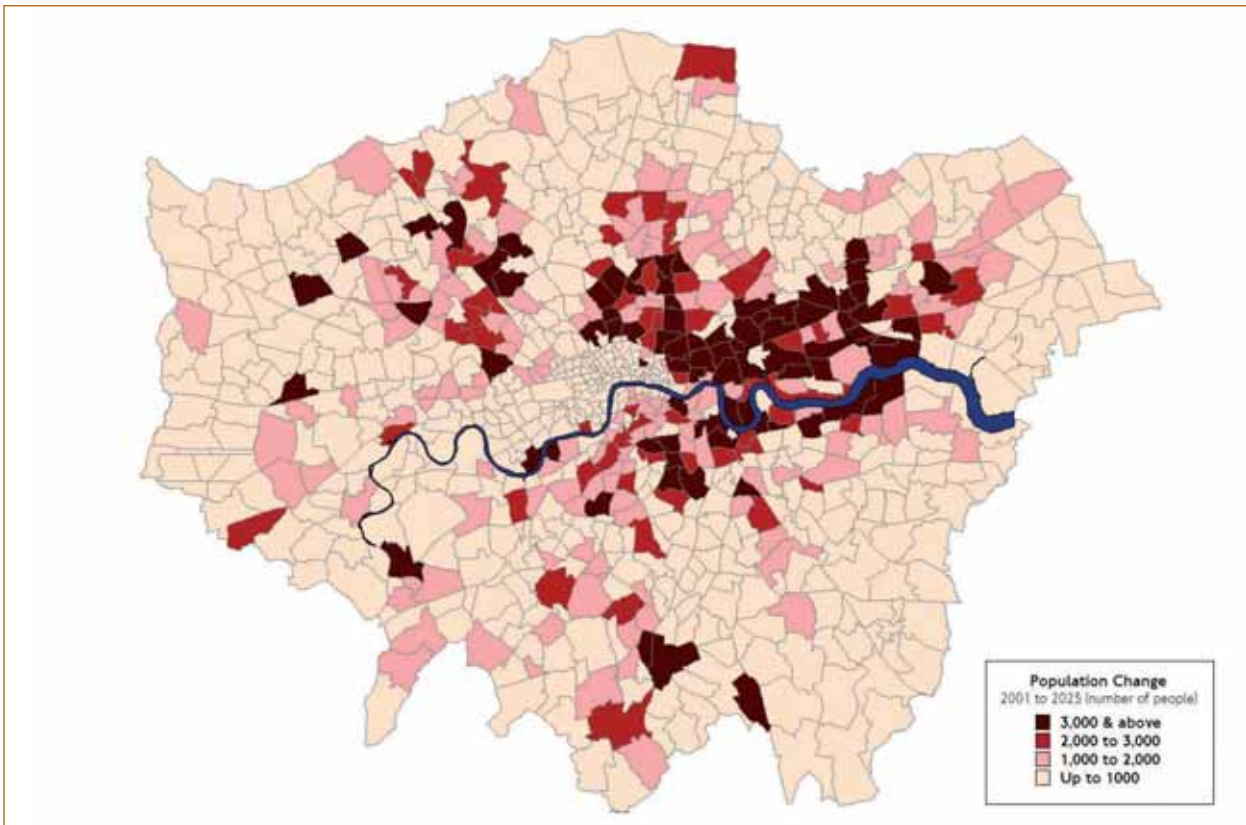 Population Change
2001 to 2025 (number of people)
3,000 & above
2,000 to 3,000
1,000 to 2,000
Up to 1000